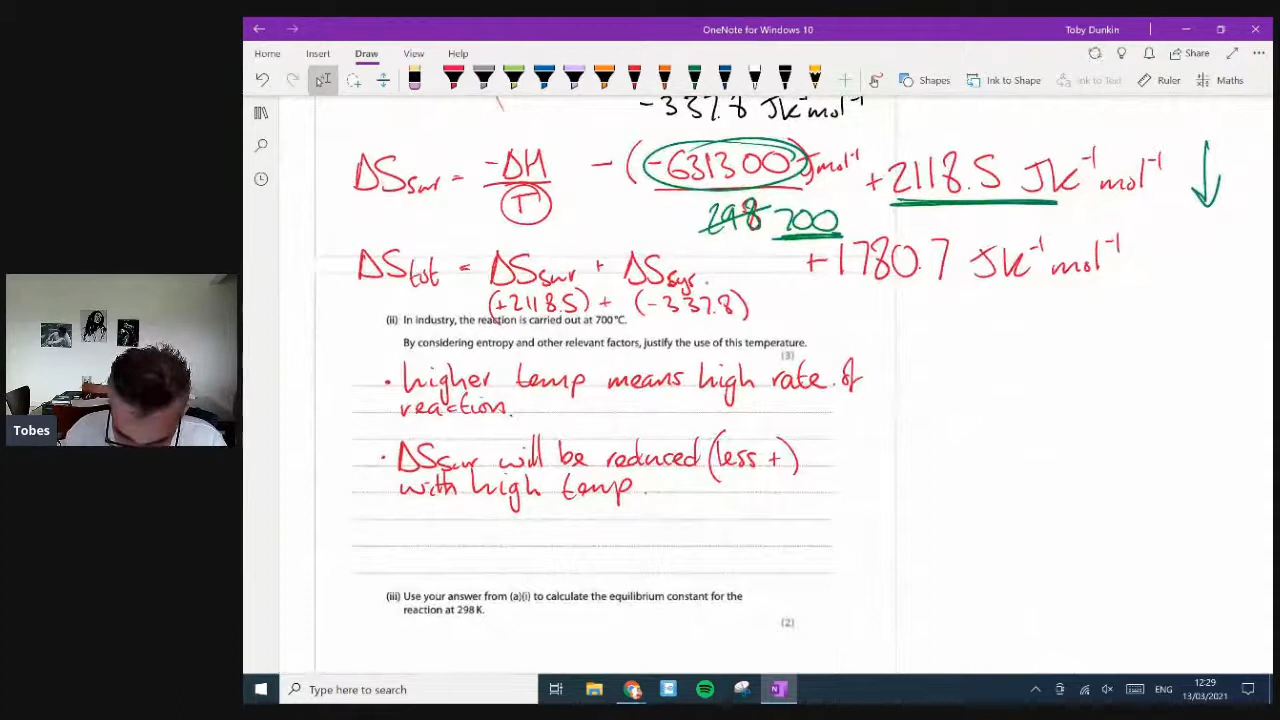 OneNote for Windows 10
Toby Dunkin
Home Insert Draw View Help
Share
Shapes
Ink to Shape
Ink to Text
Ruler
Maths
-337.8 JK⁻¹mol⁻¹
ΔSsurr = -ΔH / T
-(-631300) Jmol⁻¹ / 298 700
+2118.5 JK⁻¹mol⁻¹
ΔStot = ΔSsurr + ΔSsys.
+1780.7 JK⁻¹mol⁻¹
(+2118.5) + (-337.8)
(ii) In industry, the reaction is carried out at 700°C.
By considering entropy and other relevant factors, justify the use of this temperature.
(3)
• higher temp means high rate of
reaction.
• ΔSsurr will be reduced (less +)
with high temp.
(iii) Use your answer from (a)(i) to calculate the equilibrium constant for the
reaction at 298 K.
(2)
Tobes
Type here to search
ENG
12:29
13/03/2021